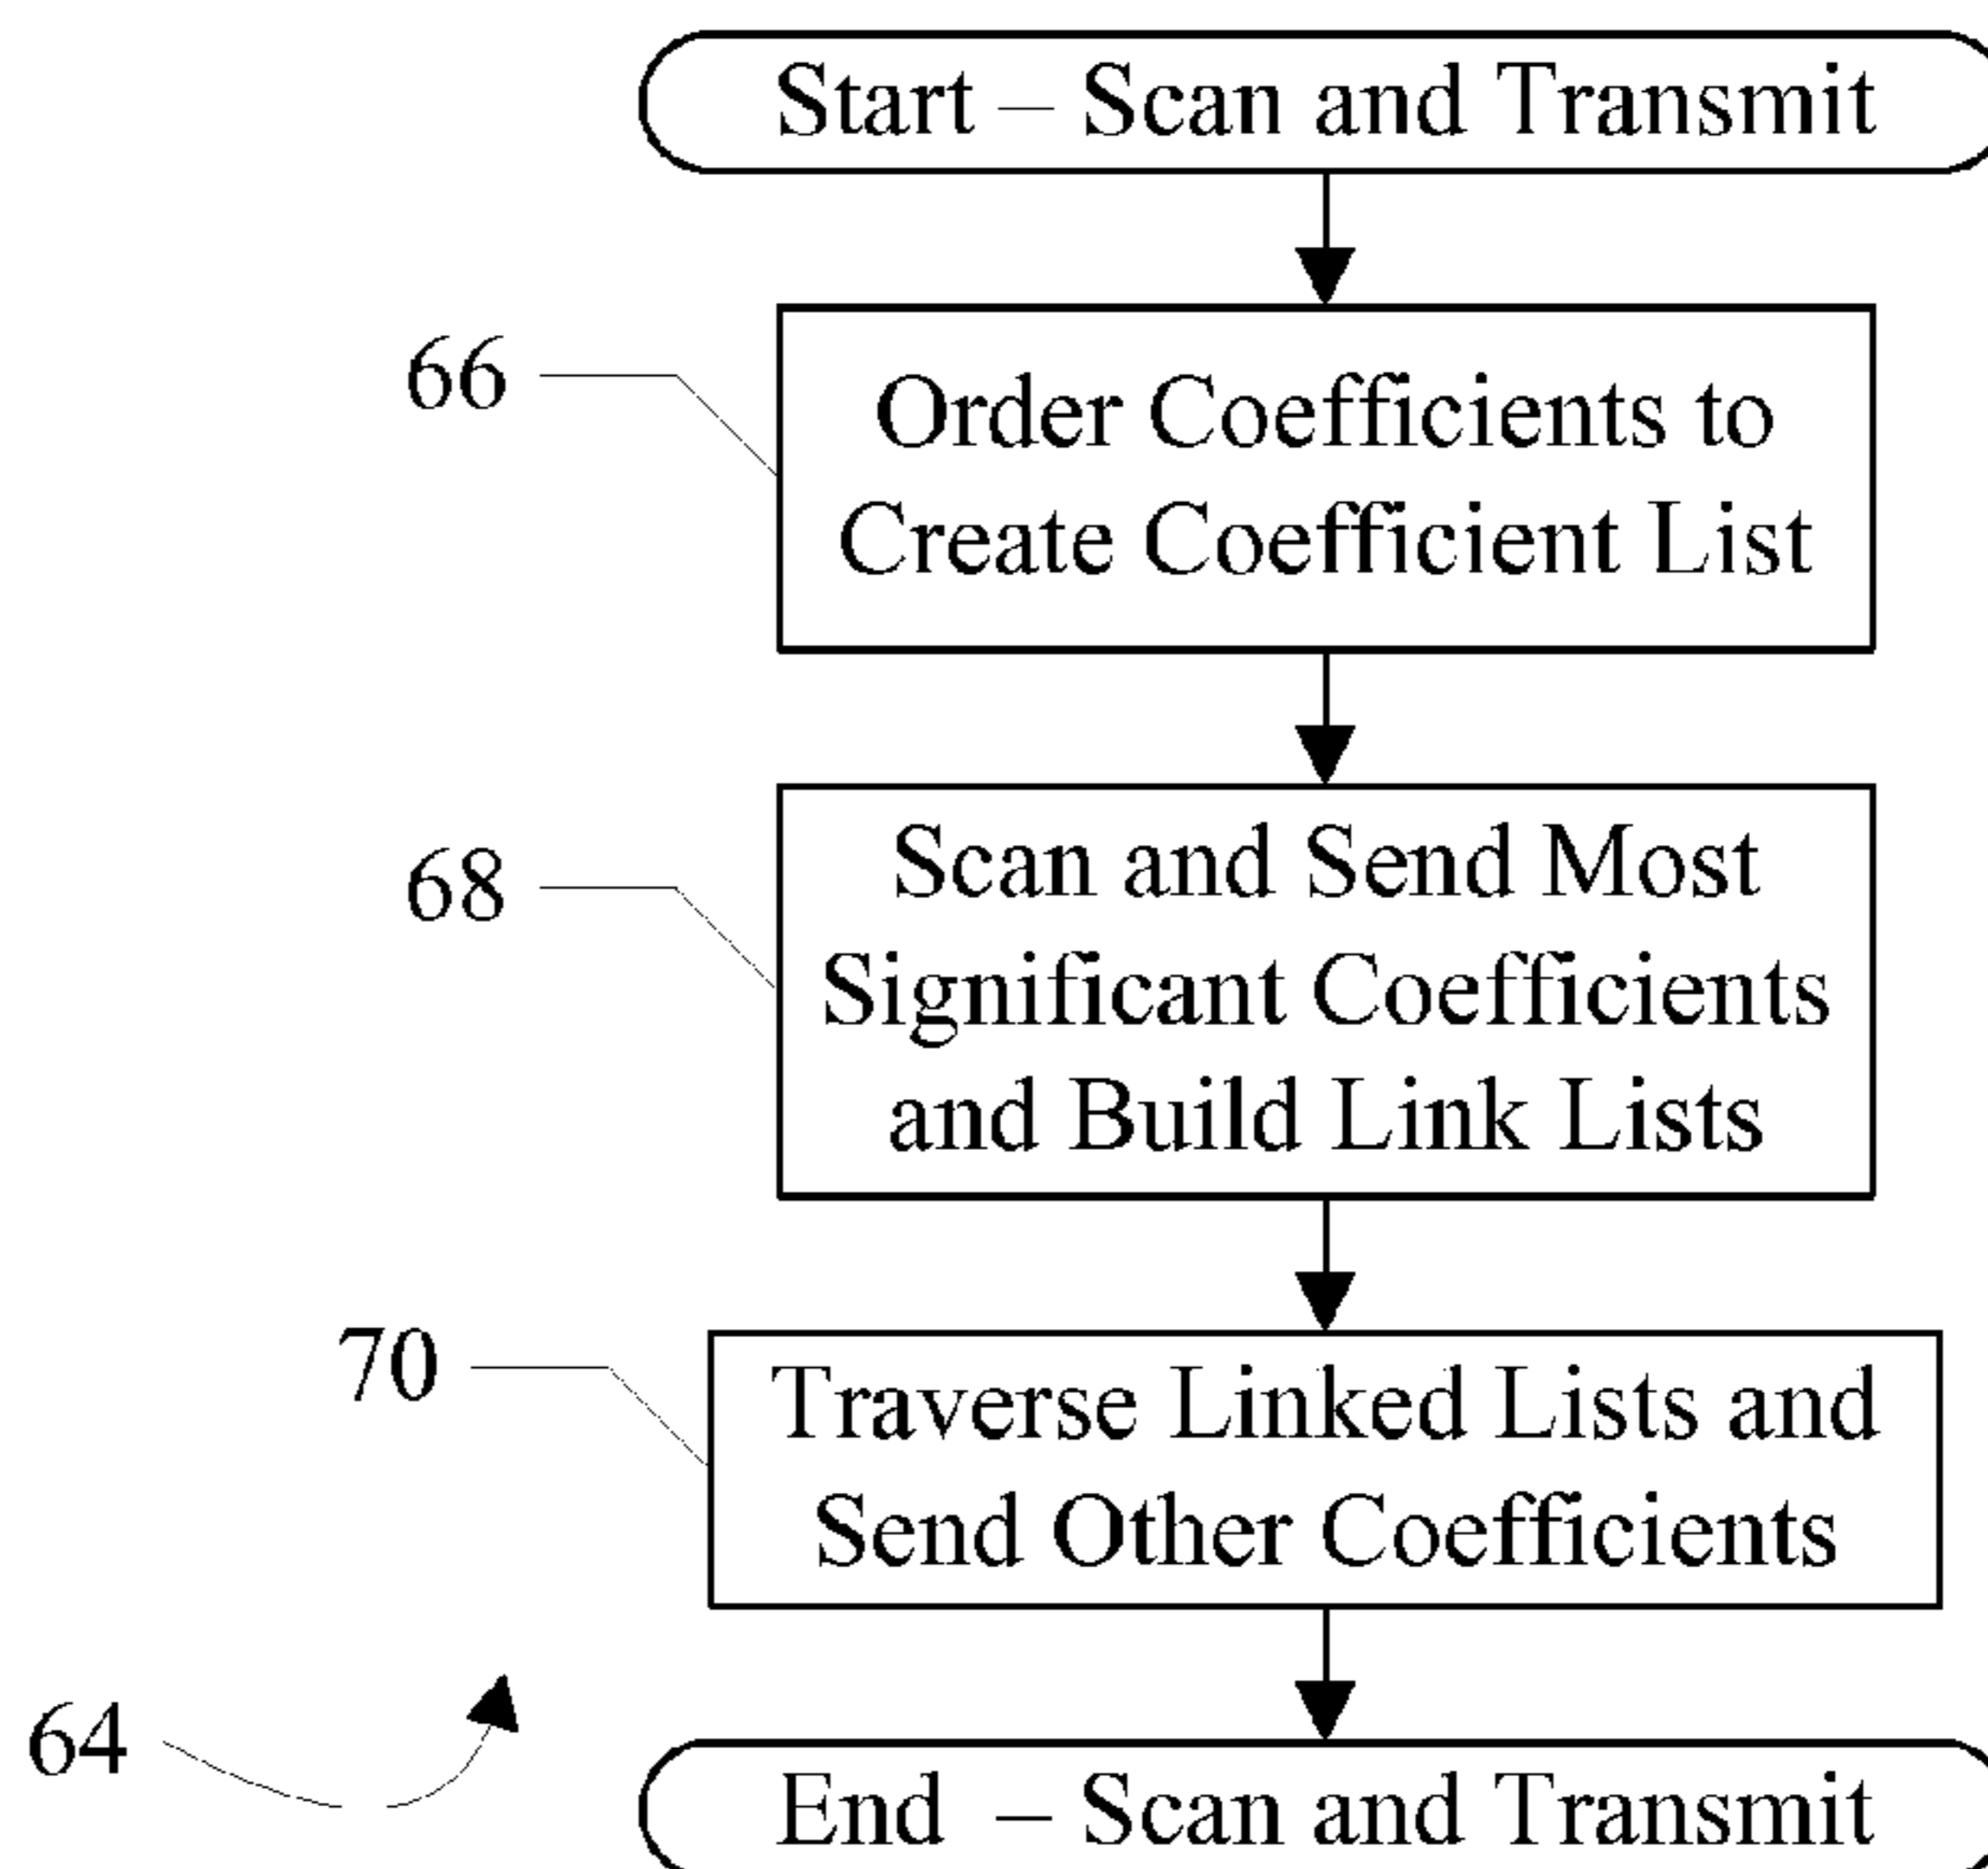 Start – Scan and Transmit
66
Order Coefficients to
Create Coefficient List
68
Scan and Send Most
Significant Coefficients
and Build Link Lists
70
Traverse Linked Lists and
Send Other Coefficients
64
End – Scan and Transmit